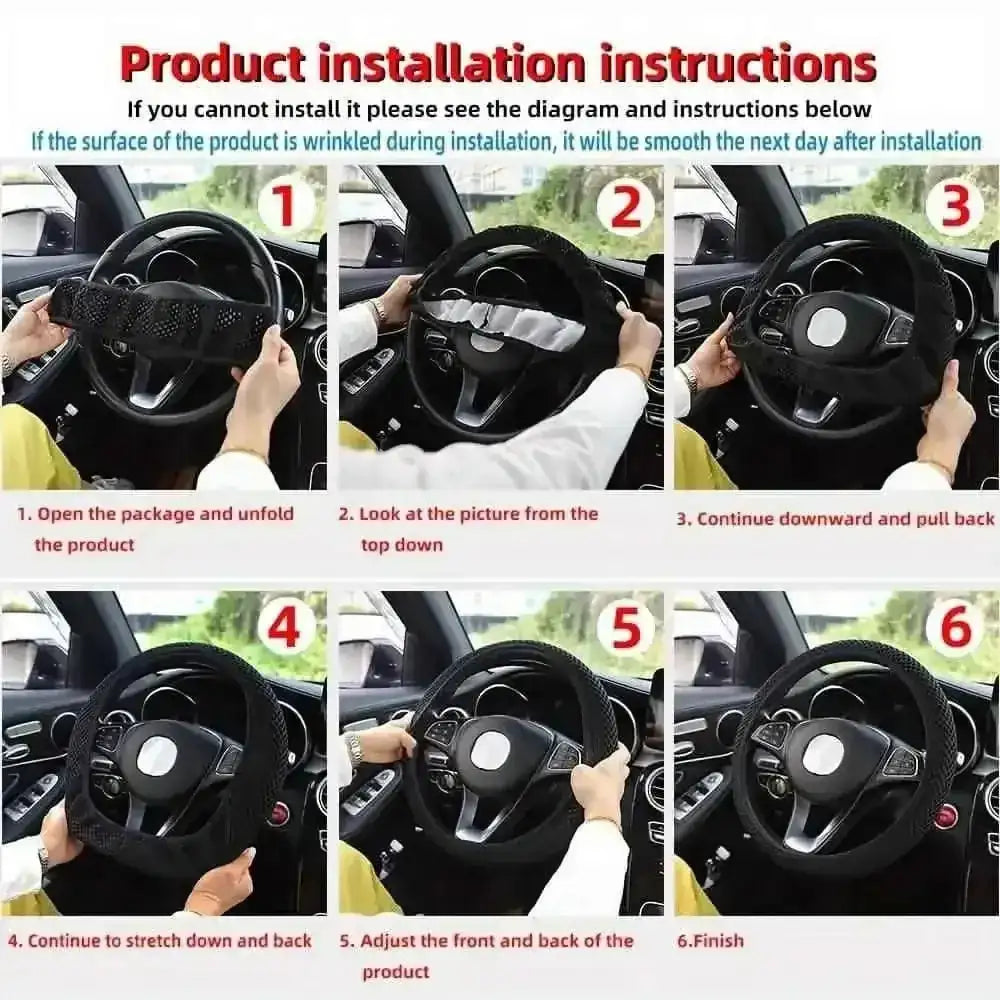 Product installation instructions
If you cannot install it please see the diagram and instructions below
If the surface of the product is wrinkled during installation, it will be smooth the next day after installation
1
2
3
1. Open the package and unfold
the product
2. Look at the picture from the
top down
3. Continue downward and pull back
4
5
6
4. Continue to stretch down and back
5. Adjust the front and back of the
product
6.Finish